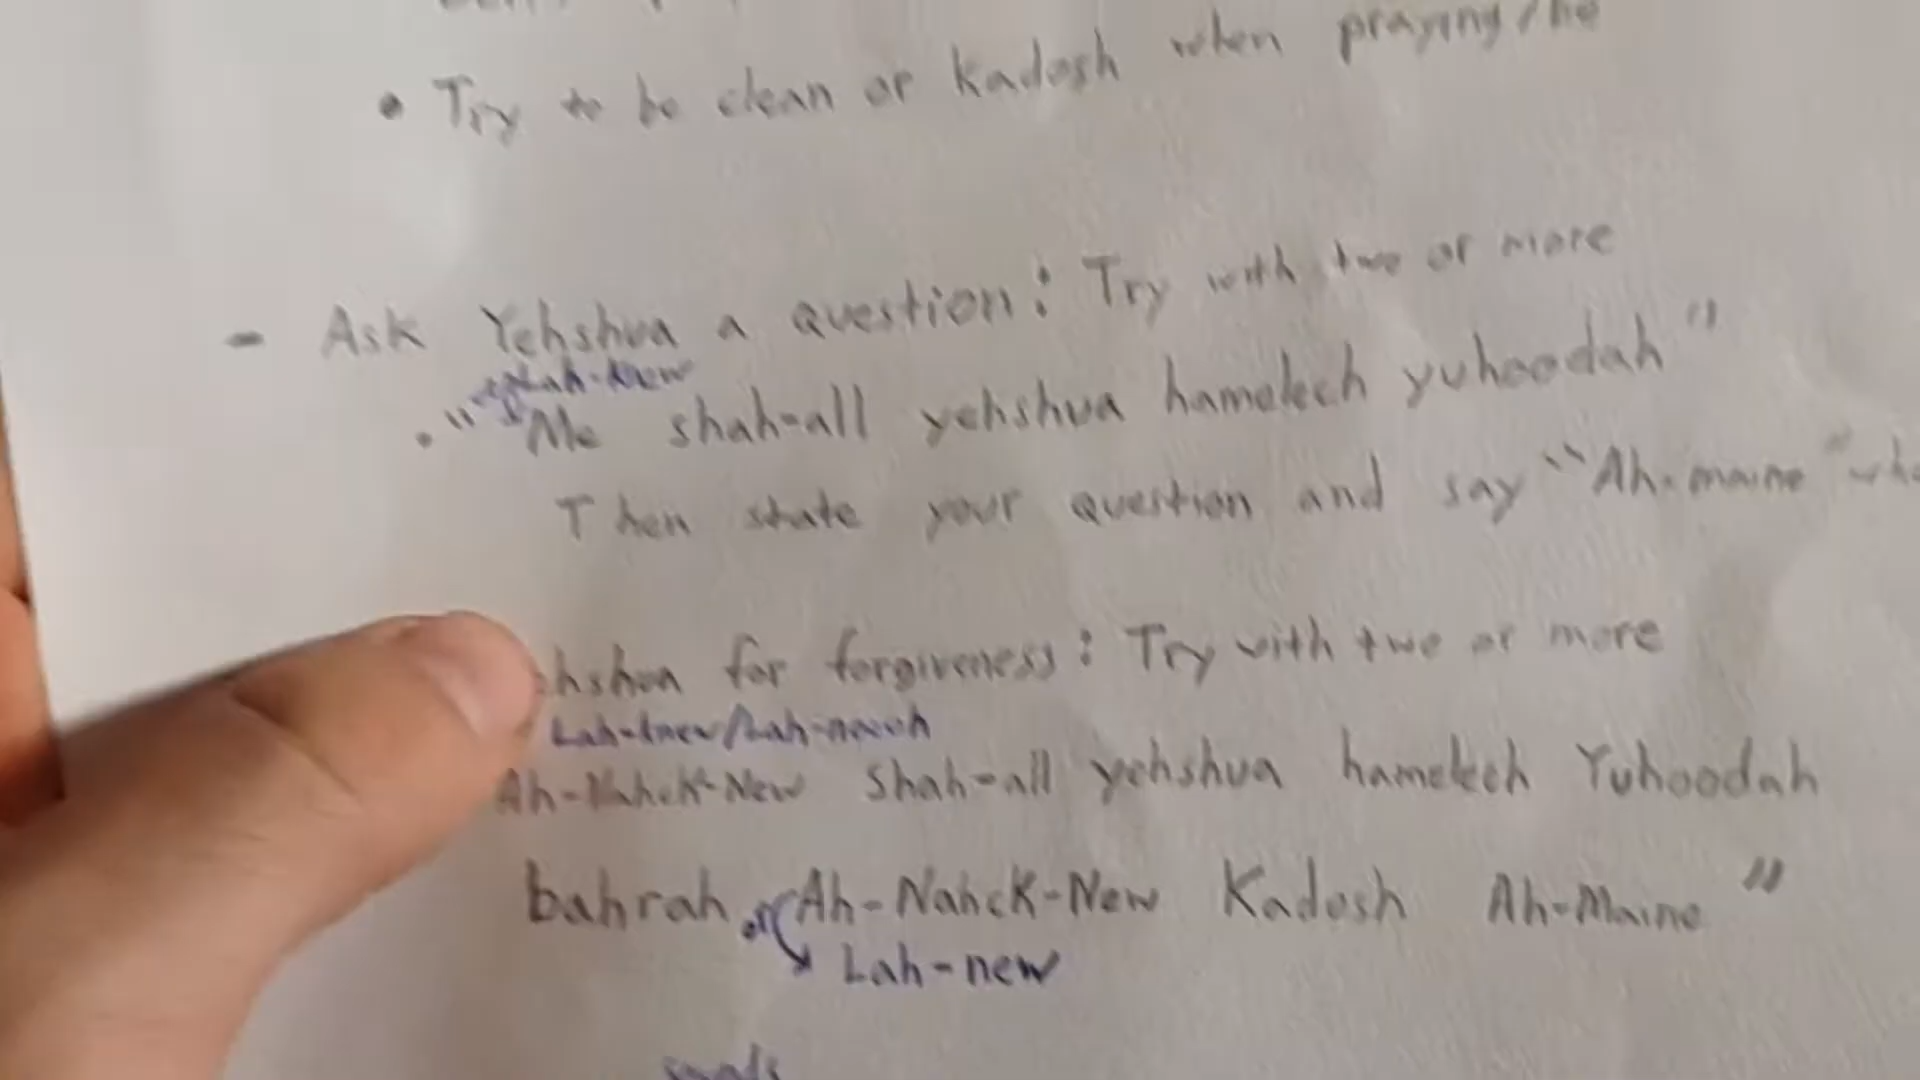 • Try to be clean or Kadosh when praying/he
- Ask Yehshua a question: Try with two or more
Lah-new
• "Me shah-all yehshua hamelech yuhoodah"
Then state your question and say "Ah-maine"
hshua for forgiveness: Try with two or more
Lah-new/Lah-
Ah-Nahck-New Shah-all yehshua hamelech Yuhoodah
bahrah or Ah-Nahck-New Kadosh Ah-Maine"
Lah-new
sounds